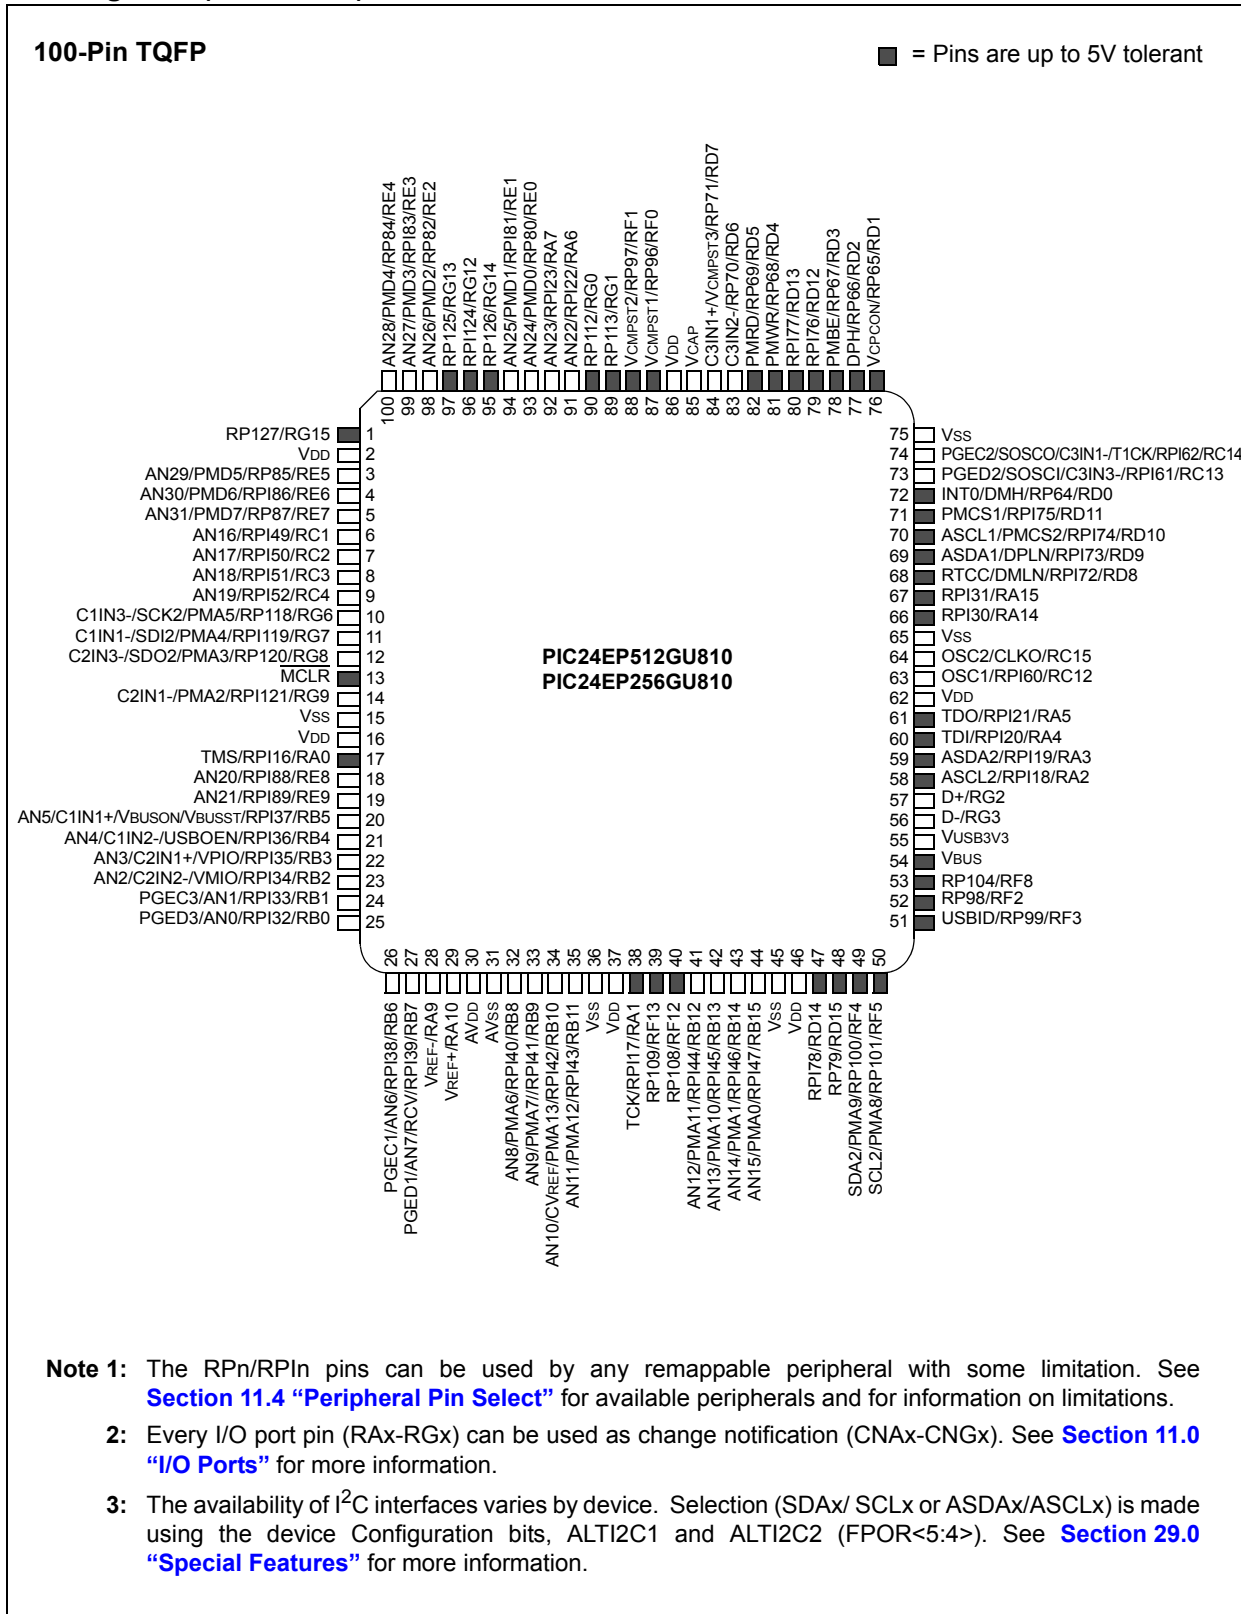 100-Pin TQFP
= Pins are up to 5V tolerant
AN28/PMD4/RP84/RE4
AN27/PMD3/RPI83/RE3
AN26/PMD2/RP82/RE2
RP125/RG13
RPI124/RG12
RP126/RG14
AN25/PMD1/RPI81/RE1
AN24/PMD0/RP80/RE0
AN23/RPI23/RA7
AN22/RPI22/RA6
RP112/RG0
RP113/RG1
VCMPST2/RP97/RF1
VCMPST1/RP96/RF0
VDD
VCAP
C3IN1+/VCMPST3/RP71/RD7
C3IN2-/RP70/RD6
PMRD/RP69/RD5
PMWR/RP68/RD4
RPI77/RD13
RPI76/RD12
PMBE/RP67/RD3
DPH/RP66/RD2
VCPCON/RP65/RD1
100 99 98 97 96 95 94 93 92 91 90 89 88 87 86 85 84 83 82 81 80 79 78 77 76
RP127/RG15 1
VDD 2
AN29/PMD5/RP85/RE5 3
AN30/PMD6/RPI86/RE6 4
AN31/PMD7/RP87/RE7 5
AN16/RPI49/RC1 6
AN17/RPI50/RC2 7
AN18/RPI51/RC3 8
AN19/RPI52/RC4 9
C1IN3-/SCK2/PMA5/RP118/RG6 10
C1IN1-/SDI2/PMA4/RPI119/RG7 11
C2IN3-/SDO2/PMA3/RP120/RG8 12
MCLR 13
C2IN1-/PMA2/RPI121/RG9 14
VSS 15
VDD 16
TMS/RPI16/RA0 17
AN20/RPI88/RE8 18
AN21/RPI89/RE9 19
AN5/C1IN1+/VBUSON/VBUSST/RPI37/RB5 20
AN4/C1IN2-/USBOEN/RPI36/RB4 21
AN3/C2IN1+/VPIO/RPI35/RB3 22
AN2/C2IN2-/VMIO/RPI34/RB2 23
PGEC3/AN1/RPI33/RB1 24
PGED3/AN0/RPI32/RB0 25
PIC24EP512GU810
PIC24EP256GU810
75 VSS
74 PGEC2/SOSCO/C3IN1-/T1CK/RPI62/RC14
73 PGED2/SOSCI/C3IN3-/RPI61/RC13
72 INT0/DMH/RP64/RD0
71 PMCS1/RPI75/RD11
70 ASCL1/PMCS2/RPI74/RD10
69 ASDA1/DPLN/RPI73/RD9
68 RTCC/DMLN/RPI72/RD8
67 RPI31/RA15
66 RPI30/RA14
65 VSS
64 OSC2/CLKO/RC15
63 OSC1/RPI60/RC12
62 VDD
61 TDO/RPI21/RA5
60 TDI/RPI20/RA4
59 ASDA2/RPI19/RA3
58 ASCL2/RPI18/RA2
57 D+/RG2
56 D-/RG3
55 VUSB3V3
54 VBUS
53 RP104/RF8
52 RP98/RF2
51 USBID/RP99/RF3
26 27 28 29 30 31 32 33 34 35 36 37 38 39 40 41 42 43 44 45 46 47 48 49 50
PGEC1/AN6/RPI38/RB6
PGED1/AN7/RCV/RPI39/RB7
VREF-/RA9
VREF+/RA10
AVDD
AVSS
AN8/PMA6/RPI40/RB8
AN9/PMA7//RPI41/RB9
AN10/CVREF/PMA13/RPI42/RB10
AN11/PMA12/RPI43/RB11
VSS
VDD
TCK/RPI17/RA1
RP109/RF13
RP108/RF12
AN12/PMA11/RPI44/RB12
AN13/PMA10/RPI45/RB13
AN14/PMA1/RPI46/RB14
AN15/PMA0/RPI47/RB15
VSS
VDD
RPI78/RD14
RP79/RD15
SDA2/PMA9/RP100/RF4
SCL2/PMA8/RP101/RF5
Note 1: The RPn/RPIn pins can be used by any remappable peripheral with some limitation. See
Section 11.4 “Peripheral Pin Select” for available peripherals and for information on limitations.
2: Every I/O port pin (RAx-RGx) can be used as change notification (CNAx-CNGx). See Section 11.0
“I/O Ports” for more information.
3: The availability of I2C interfaces varies by device. Selection (SDAx/ SCLx or ASDAx/ASCLx) is made
using the device Configuration bits, ALTI2C1 and ALTI2C2 (FPOR<5:4>). See Section 29.0
“Special Features” for more information.